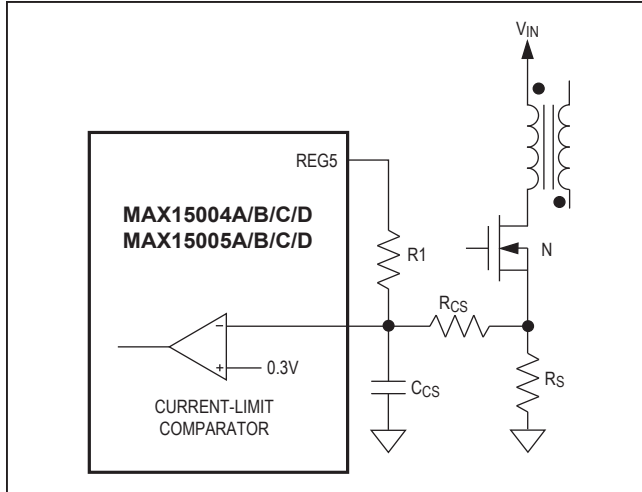 VIN
REG5
MAX15004A/B/C/D
MAX15005A/B/C/D
R1
N
RCS
−
+
0.3V
CCS
RS
CURRENT-LIMIT
COMPARATOR